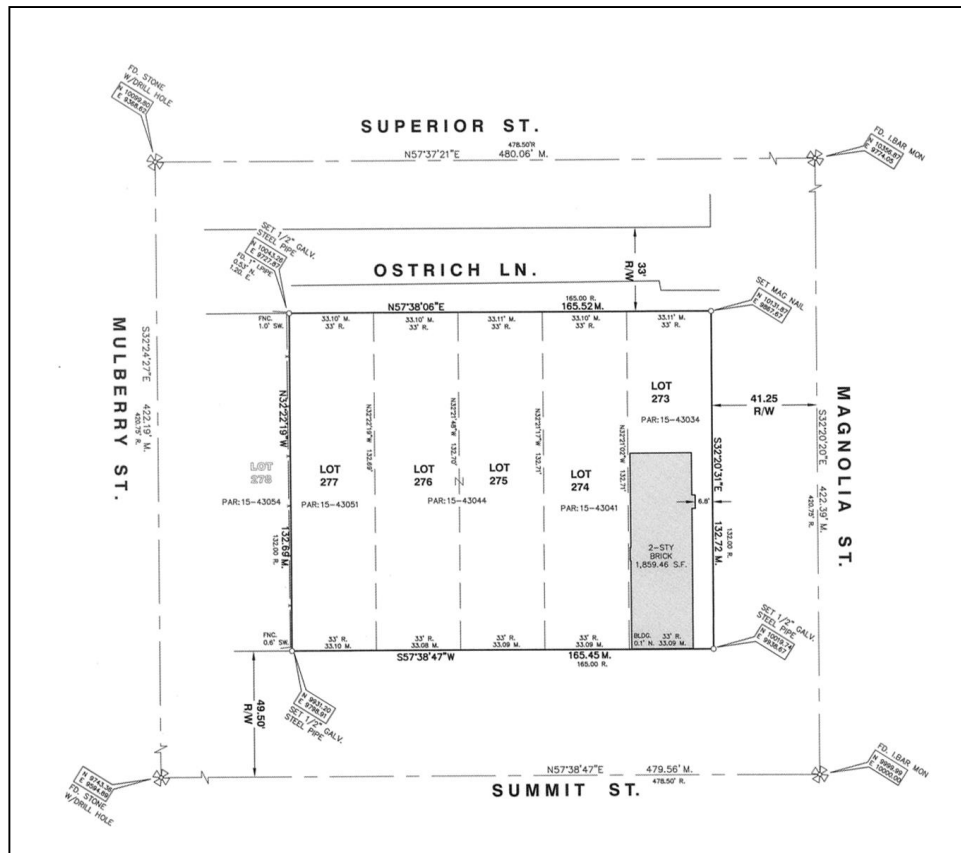 FD. STONE
W/DRILL HOLE
N 10099.80
E 9368.62
SUPERIOR ST.
478.50'R
N57°37'21"E 480.06' M.
FD. I.BAR MON
N 10356.87
E 9774.05
SET 1/2" GALV.
STEEL PIPE
N 10043.26
E 9727.87
FD. 1" I.PIPE
0.53' N.
1.20. E.
OSTRICH LN.
33'
R/W
SET MAG NAIL
N 10131.87
E 9867.67
N57°38'06"E
165.00 R.
165.52 M.
FNC.
1.0' SW.
33.10' M.
33' R.
33.10' M.
33' R.
33.11' M.
33' R.
33.10' M.
33' R.
33.11' M.
33' R.
MULBERRY ST.
S32°24'27"E 422.19' M.
420.75' R.
N32°22'19"W
132.69 M.
132.00 R.
N32°22'19"W 132.69'
N32°21'48"W 132.70'
N32°21'17"W 132.71'
N32°21'02"W 132.71'
LOT
273
PAR:15-43034
41.25
R/W
S32°20'31"E
132.72 M.
132.00 R.
MAGNOLIA ST.
S32°20'20"E 422.39' M.
420.75' R.
LOT
278
PAR:15-43054
LOT
277
PAR:15-43051
LOT
276
LOT
275
PAR:15-43044
LOT
274
PAR:15-43041
6.8'
2-STY
BRICK
1,859.46 S.F.
FNC.
0.6' SW.
33' R.
33.10 M.
33' R.
33.08 M.
33' R.
33.09 M.
33' R.
33.09 M.
BLDG. 33' R.
0.1' N. 33.09 M.
S57°38'47"W
165.45 M.
165.00 R.
SET 1/2" GALV.
STEEL PIPE
N 10019.74
E 9938.67
49.50'
R/W
N 9931.20
E 9798.91
SET 1/2" GALV.
STEEL PIPE
N 9743.36
E 9594.89
FD. STONE
W/DRILL HOLE
N57°38'47"E 479.56' M.
478.50' R.
SUMMIT ST.
FD. I.BAR MON
N 9999.99
E 10000.00